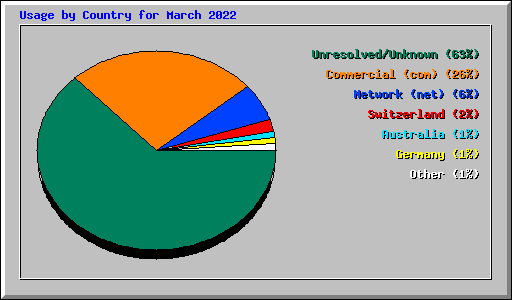 Usage by Country for March 2022
Unresolved/Unknown (63%)
Commercial (com) (26%)
Network (net) (6%)
Switzerland (2%)
Australia (1%)
Germany (1%)
Other (1%)